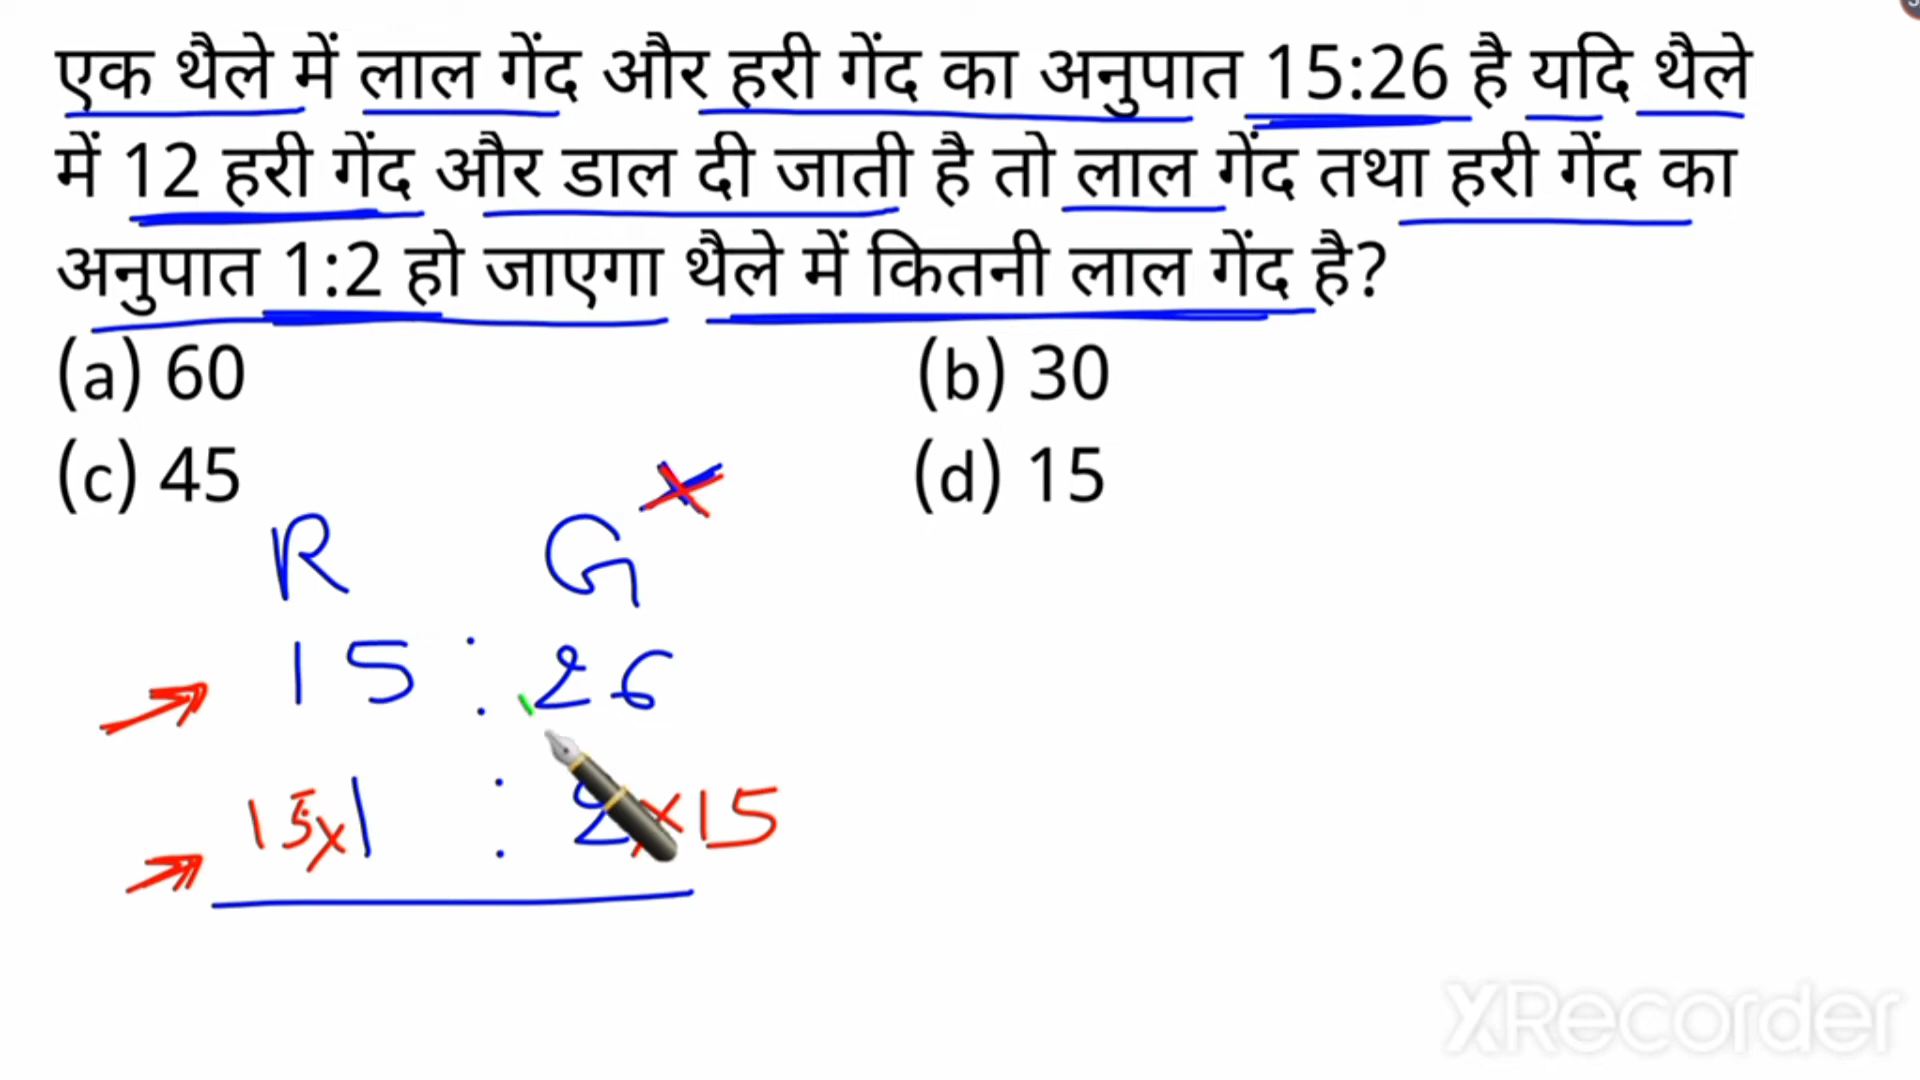 एक थैले में लाल गेंद और हरी गेंद का अनुपात 15:26 है यदि थैले
में 12 हरी गेंद और डाल दी जाती है तो लाल गेंद तथा हरी गेंद का
अनुपात 1:2 हो जाएगा थैले में कितनी लाल गेंद है?
(a) 60 (b) 30
(c) 45 (d) 15
R G
15 : 26
15x1 : 2x15
XRecorder